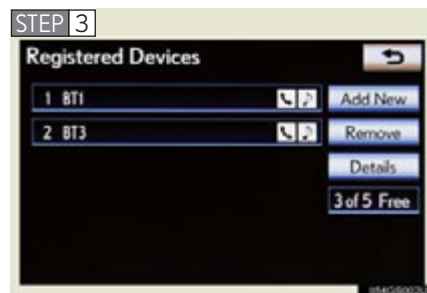 STEP 3
Registered Devices
1 BT1 Add New
2 BT3 Remove
Details
3 of 5 Free